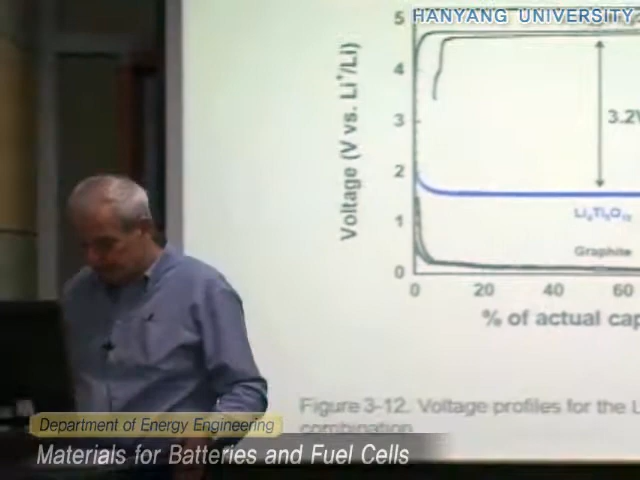 HANYANG UNIVERSITY
5
4
3
2
1
0
Voltage (V vs. Li+/Li)
3.2V
Li4Ti5O12
Graphite
0 20 40 60
% of actual cap
Figure 3-12. Voltage profiles for the L
combination
Department of Energy Engineering
Materials for Batteries and Fuel Cells